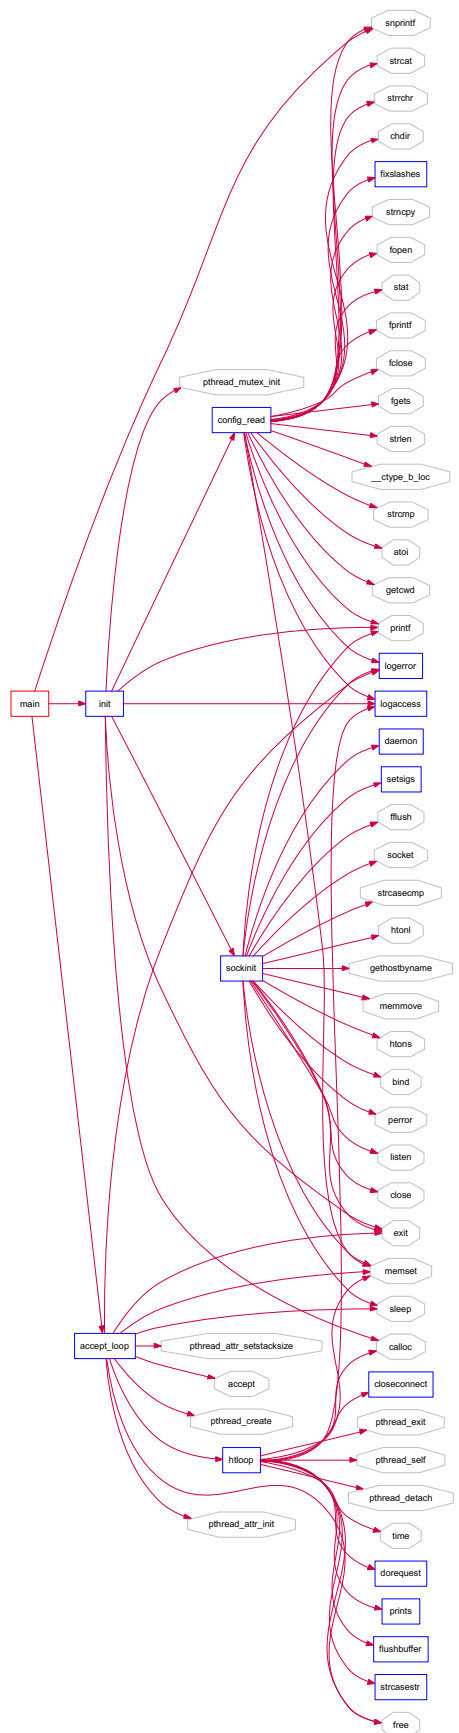 snprintf
strcat
strrchr
chdir
fixslashes
strncpy
fopen
stat
fprintf
fclose
pthread_mutex_init
fgets
config_read
strlen
__ctype_b_loc
strcmp
atoi
getcwd
printf
logerror
main
init
logaccess
daemon
setsigs
fflush
socket
strcasecmp
htonl
sockinit
gethostbyname
memmove
htons
bind
perror
listen
close
exit
memset
sleep
accept_loop
pthread_attr_setstacksize
calloc
accept
closeconnect
pthread_create
pthread_exit
htloop
pthread_self
pthread_detach
pthread_attr_init
time
dorequest
prints
flushbuffer
strcasestr
free